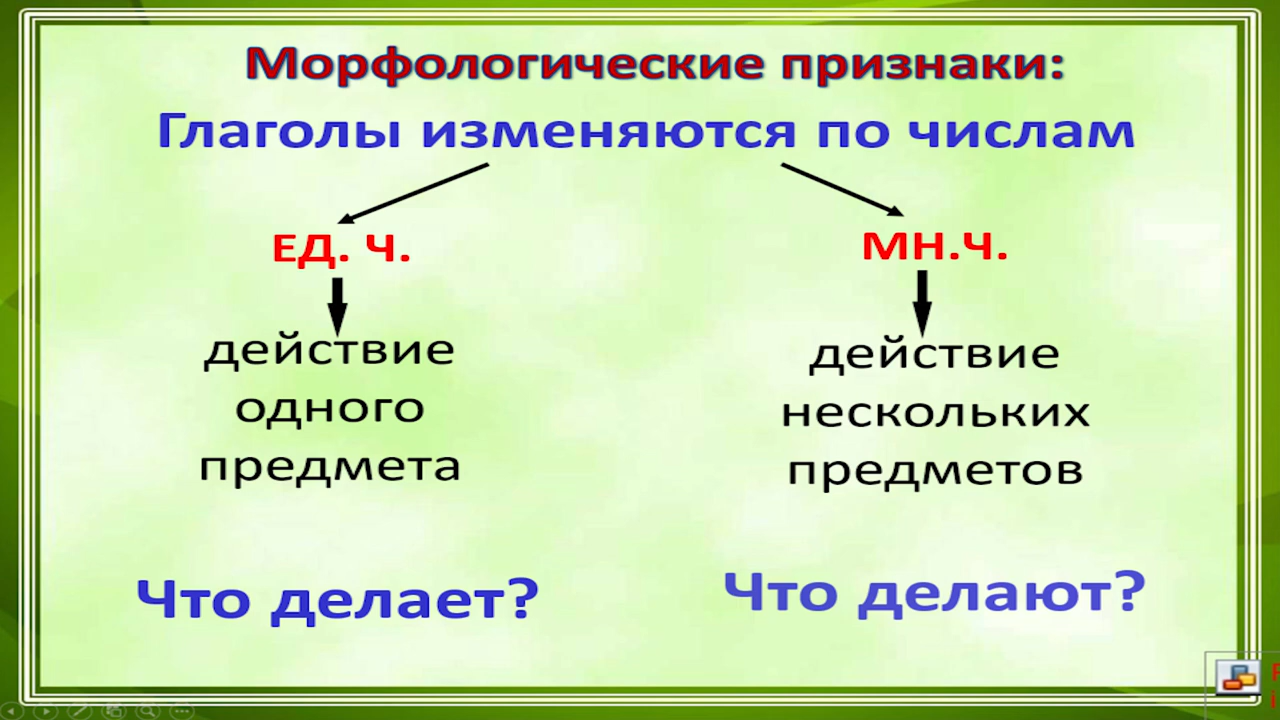 Морфологические признаки:
Глаголы изменяются по числам
ЕД. Ч.
МН.Ч.
действие
одного
предмета
действие
нескольких
предметов
Что делает?
Что делают?